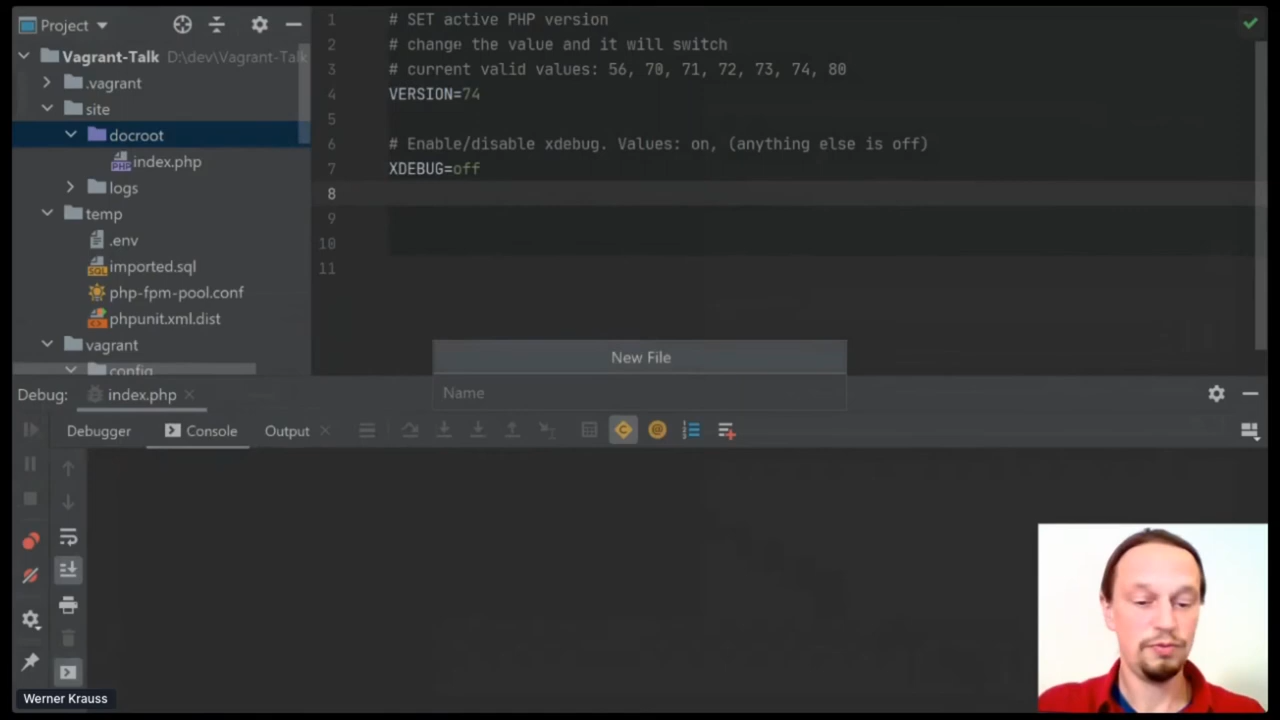 Project
Vagrant-Talk D:\dev\Vagrant-Talk
.vagrant
site
docroot
index.php
logs
temp
.env
imported.sql
php-fpm-pool.conf
phpunit.xml.dist
vagrant
config
1 # SET active PHP version
2 # change the value and it will switch
3 # current valid values: 56, 70, 71, 72, 73, 74, 80
4 VERSION=74
5
6 # Enable/disable xdebug. Values: on, (anything else is off)
7 XDEBUG=off
8
9
10
11
New File
Name
Debug: index.php
Debugger Console Output
Werner Krauss